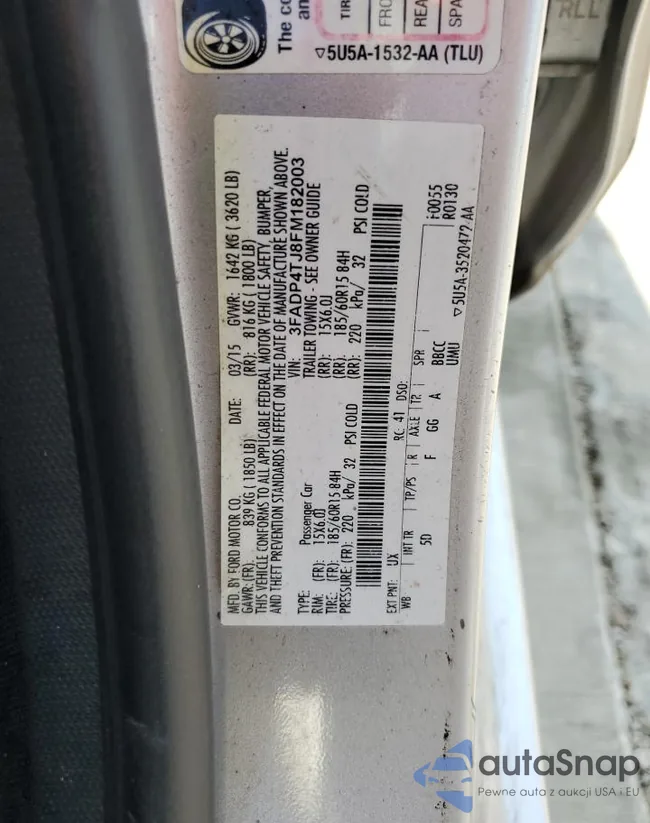 The co
TIR
FRO
REA
SPA
▽5U5A-1532-AA (TLU)
RLL
MFD. BY FORD MOTOR CO.
DATE: 03/15 GVWR: 1642 KG ( 3620 LB)
GAWR: (FR): 839 KG ( 1850 LB) (RR): 816 KG ( 1800 LB)
THIS VEHICLE CONFORMS TO ALL APPLICABLE FEDERAL MOTOR VEHICLE SAFETY, BUMPER,
AND THEFT PREVENTION STANDARDS IN EFFECT ON THE DATE OF MANUFACTURE SHOWN ABOVE.
VIN: 3FADP4TJ8FM182003
TYPE: Passenger Car TRAILER TOWING - SEE OWNER GUIDE
RIM: (FR): 15X6.0J (RR): 15X6.0J
TIRE: (FR): 185/60R15 84H (RR): 185/60R15 84H
PRESSURE: (FR): 220 kPa/ 32 PSI COLD (RR): 220 kPa/ 32 PSI COLD
EXT PNT: UX RC: 41 DSO: i0055
WB INT TR TP/PS R AXLE TR SPR R0130
5D F GG A BBCC
UMU
▽5U5A-3520472-AA
autaSnap
Pewne auta z aukcji USA i EU